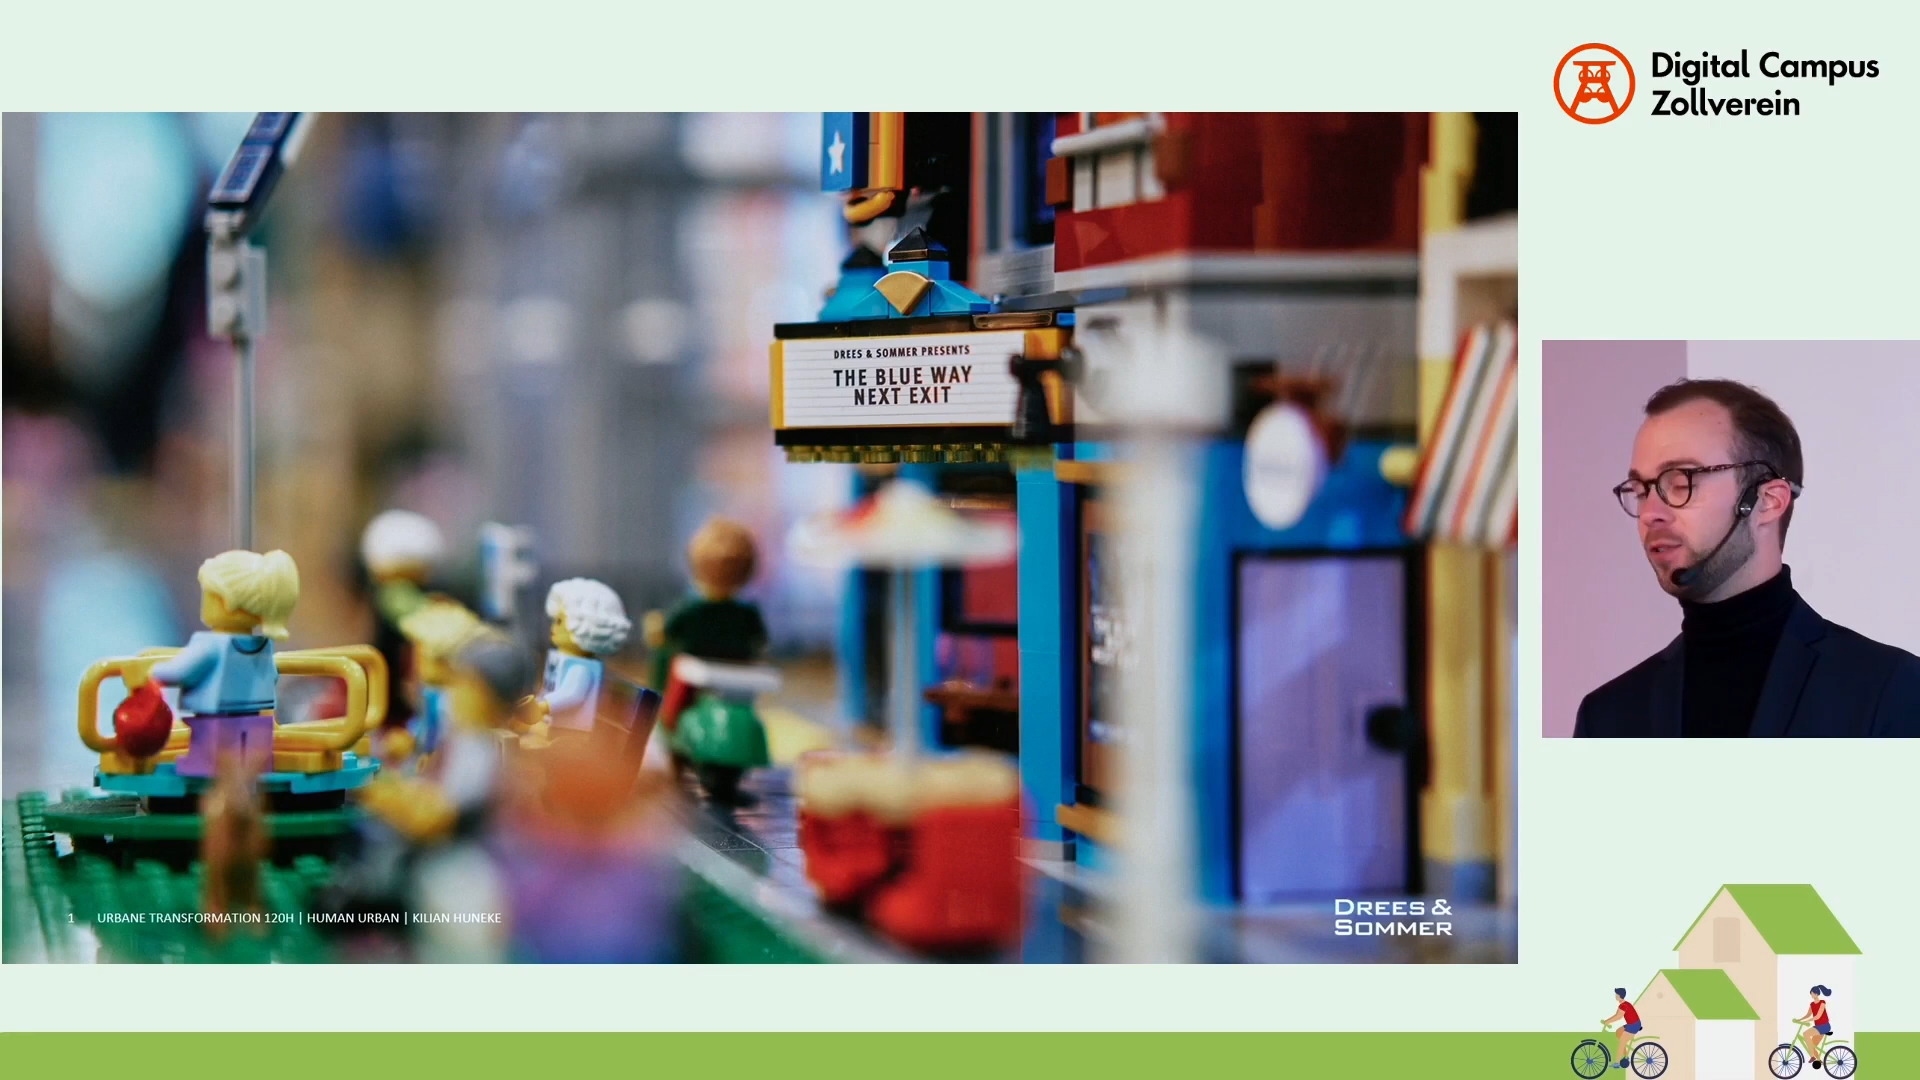 Digital Campus
Zollverein
DREES & SOMMER PRESENTS
THE BLUE WAY
NEXT EXIT
1 URBANE TRANSFORMATION 120H | HUMAN URBAN | KILIAN HUNEKE
DREES &
SOMMER